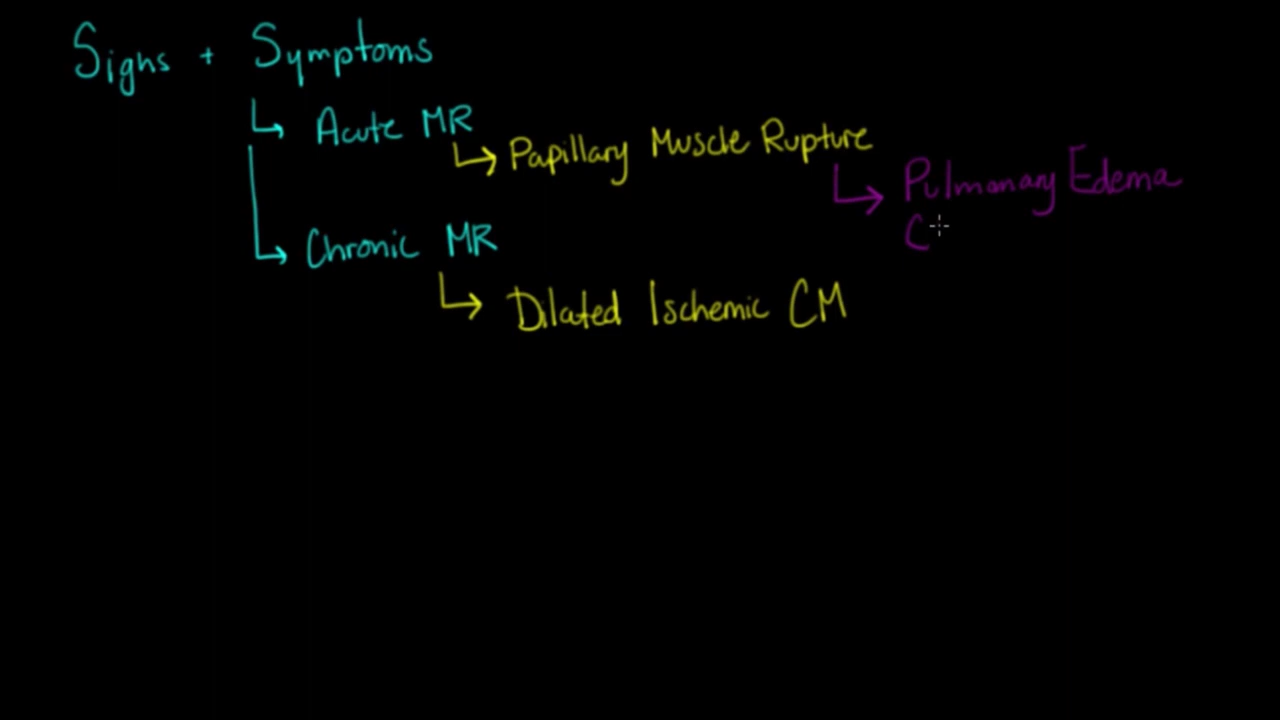 Signs + Symptoms
Acute MR
Papillary Muscle Rupture
Pulmonary Edema
C
Chronic MR
Dilated Ischemic CM